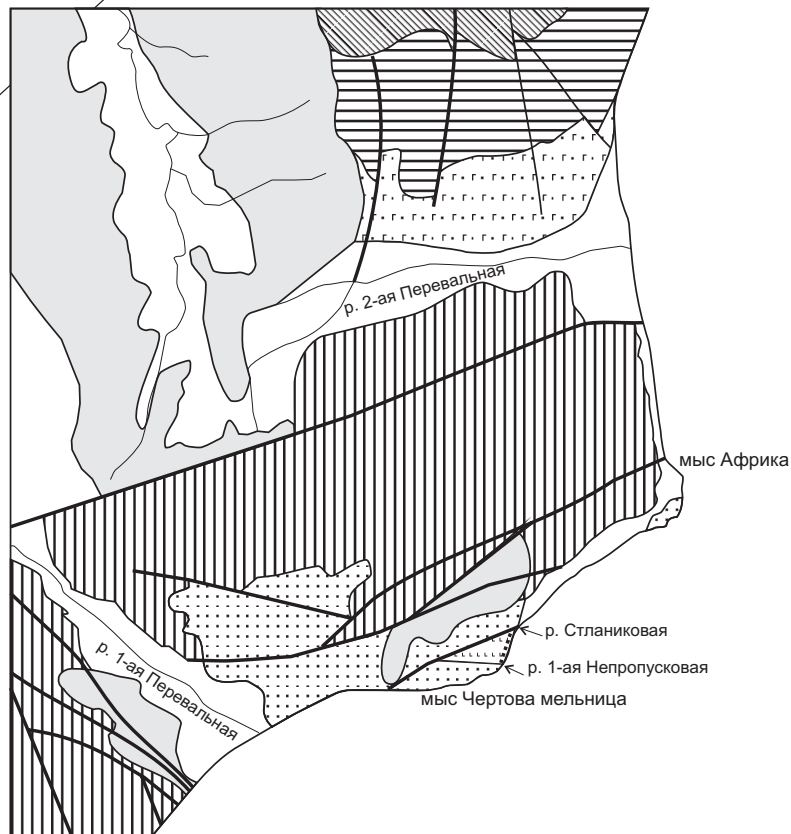 р. 2-ая Перевальная
мыс Африка
р. Стланиковая
р. 1-ая Перевальная
р. 1-ая Непропусковая
мыс Чертова мельница